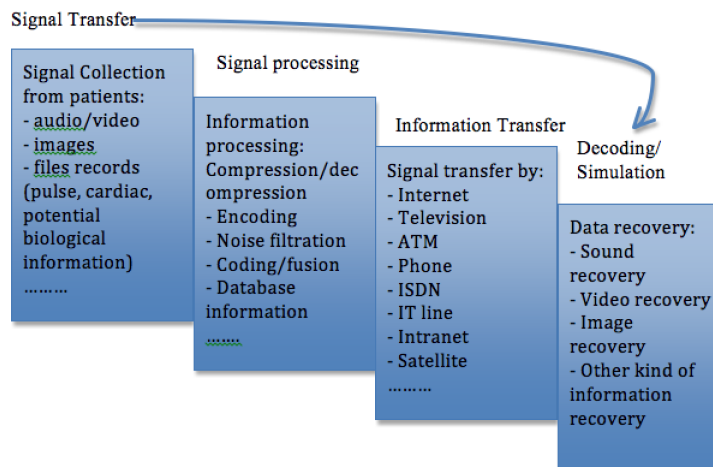 Signal Transfer
Signal Collection
from patients:
- audio/video
- images
- files records
(pulse, cardiac,
potential
biological
information)
………
Signal processing
Information
processing:
Compression/dec
ompression
- Encoding
- Noise filtration
- Coding/fusion
- Database
information
…….
Information Transfer
Signal transfer by:
- Internet
- Television
- ATM
- Phone
- ISDN
- IT line
- Intranet
- Satellite
………
Decoding/
Simulation
Data recovery:
- Sound
recovery
- Video recovery
- Image
recovery
- Other kind of
information
recovery